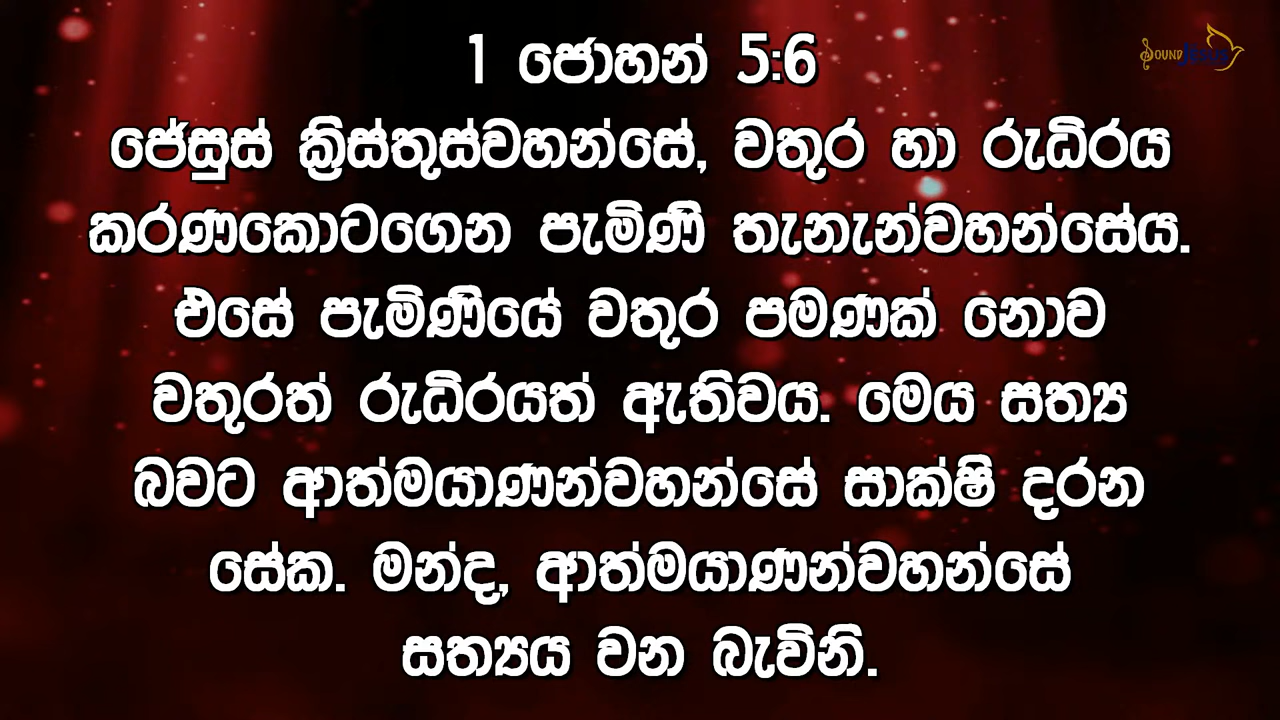 1 ජොහන් 5:6
SOUND
ජේසුස් ක්‍රිස්තුස්වහන්සේ, වතුර හා රුධිරය
කරණකොටගෙන පැමිණි තැනැන්වහන්සේය.
එසේ පැමිණියේ වතුර පමණක් නොව
වතුරත් රුධිරයත් ඇතිවය. මෙය සත්‍ය
බවට ආත්මයාණන්වහන්සේ සාක්ෂි දරන
සේක. මන්ද, ආත්මයාණන්වහන්සේ
සත්‍යය වන බැවිනි.